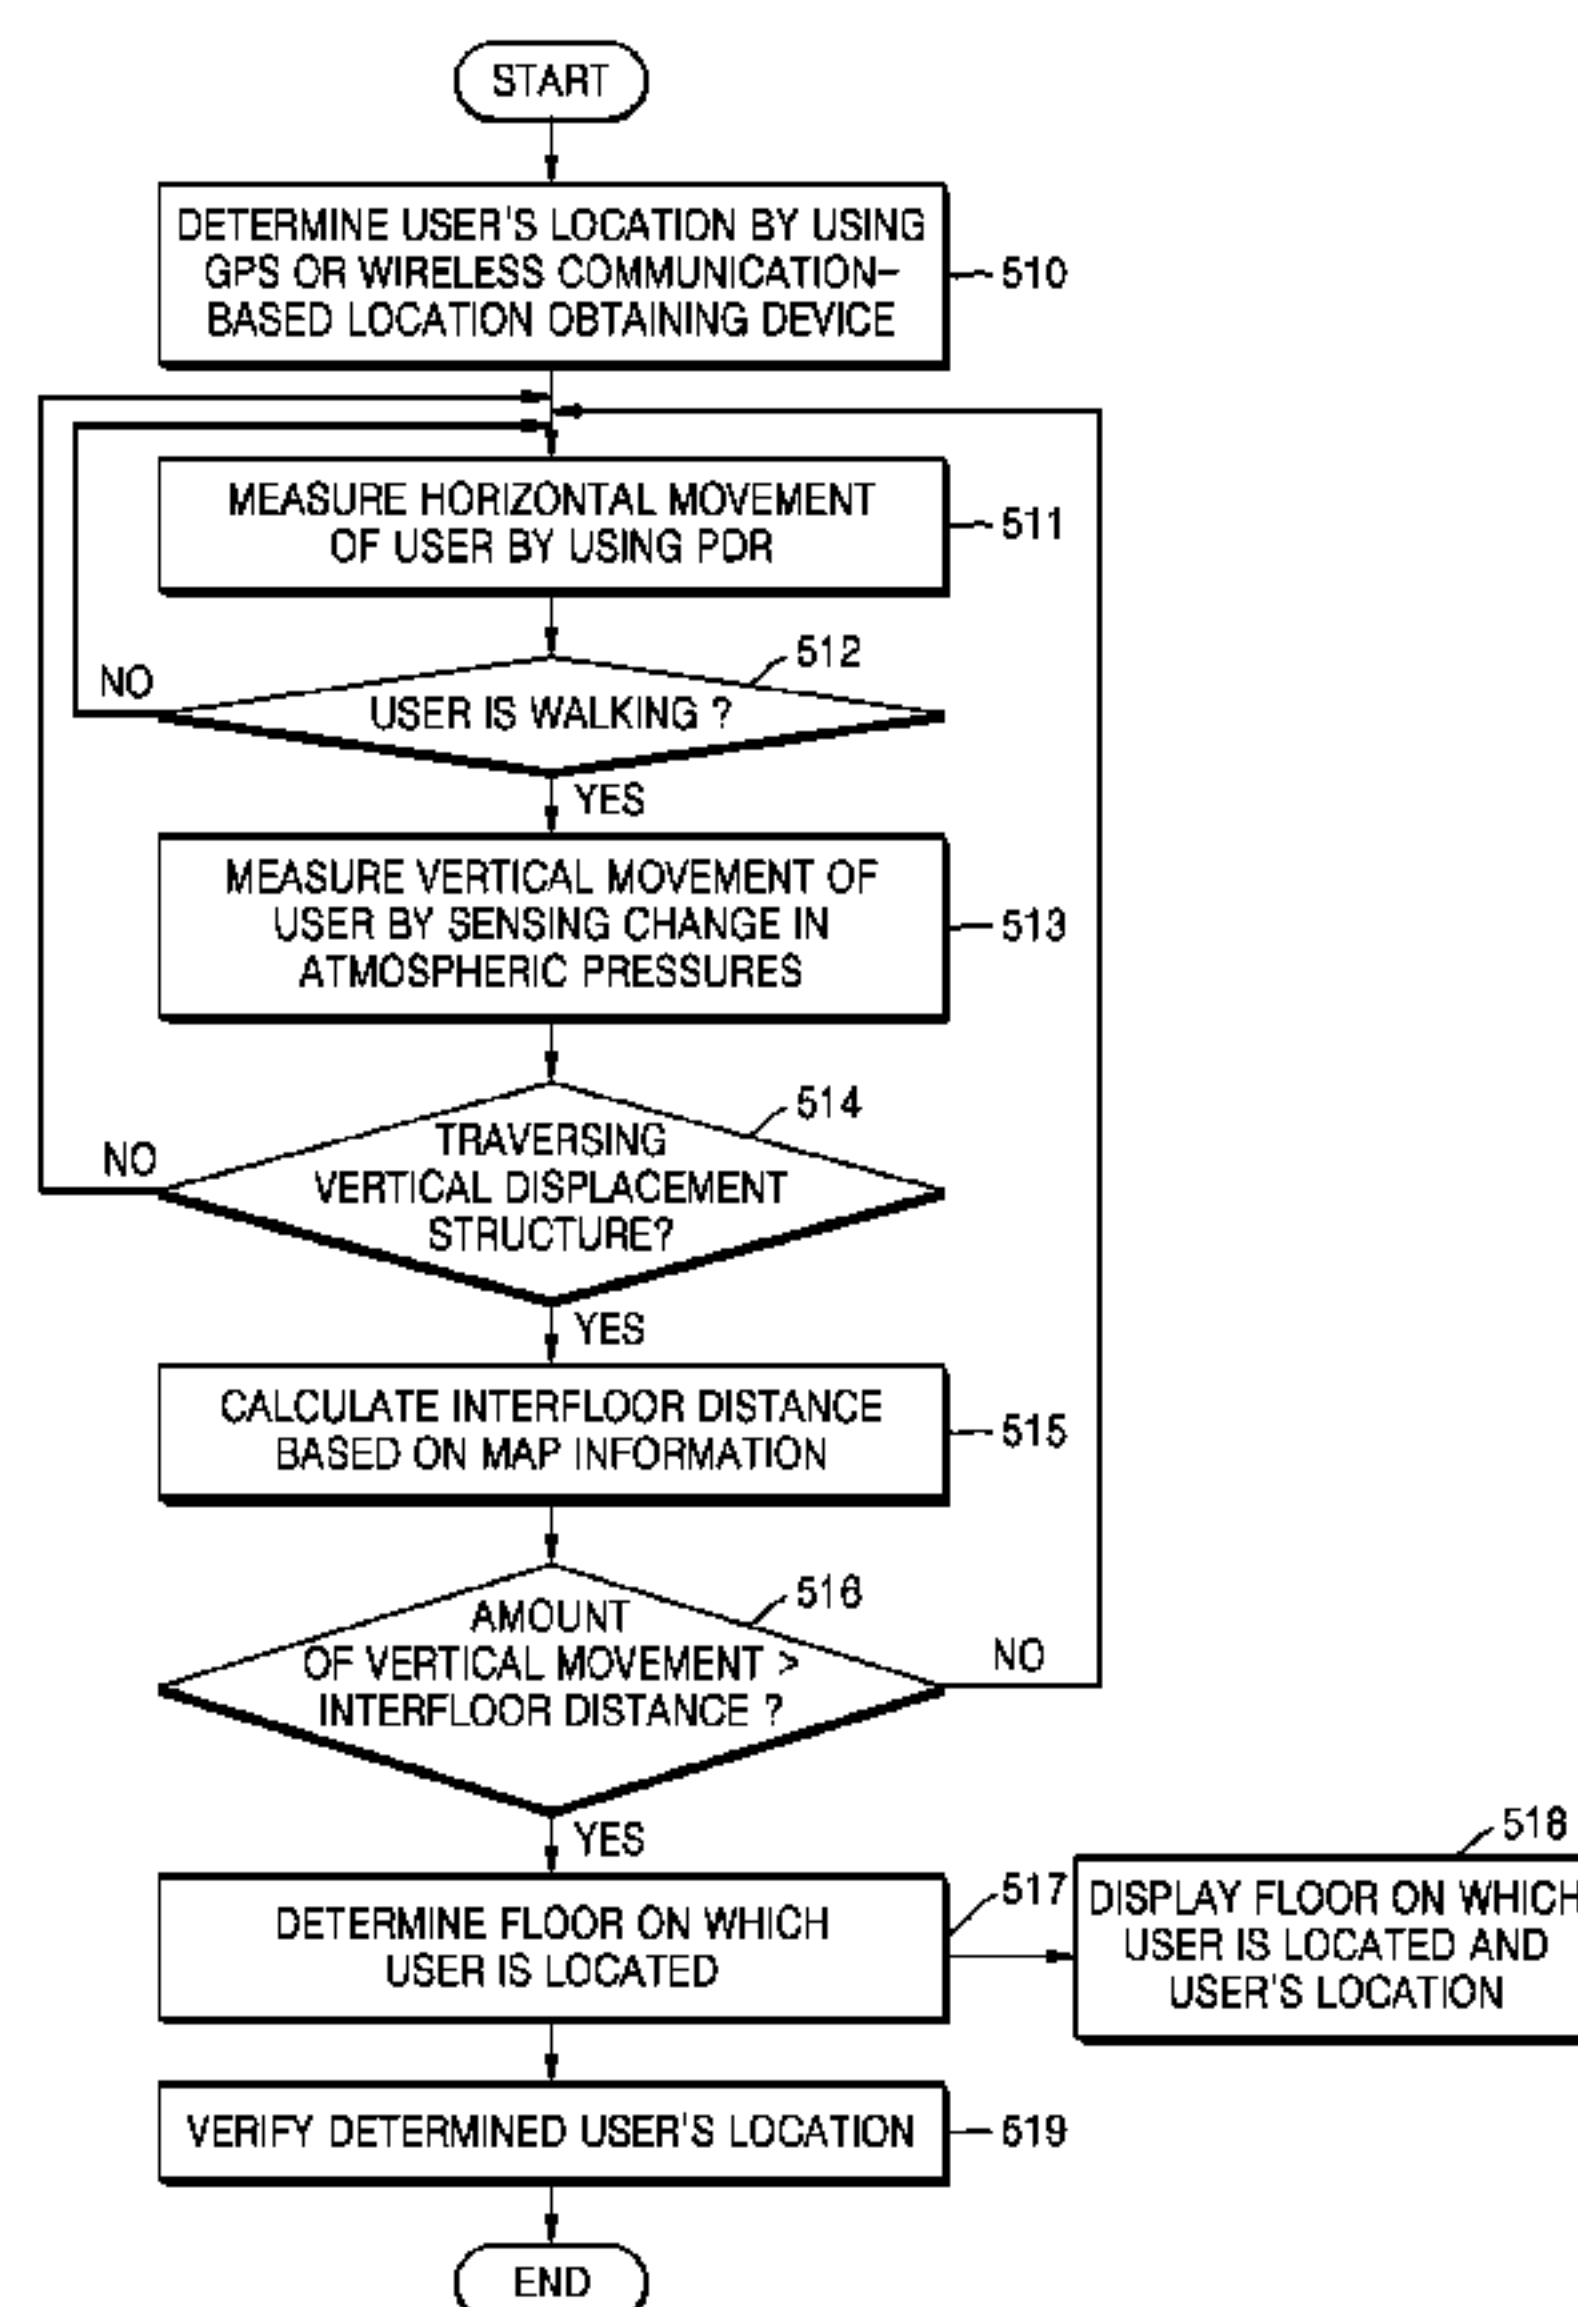 START
DETERMINE USER'S LOCATION BY USING
GPS OR WIRELESS COMMUNICATION-
BASED LOCATION OBTAINING DEVICE
510
MEASURE HORIZONTAL MOVEMENT
OF USER BY USING PDR
511
512
NO
USER IS WALKING ?
YES
MEASURE VERTICAL MOVEMENT OF
USER BY SENSING CHANGE IN
ATMOSPHERIC PRESSURES
513
514
NO
TRAVERSING
VERTICAL DISPLACEMENT
STRUCTURE?
YES
CALCULATE INTERFLOOR DISTANCE
BASED ON MAP INFORMATION
515
516
AMOUNT
OF VERTICAL MOVEMENT >
INTERFLOOR DISTANCE ?
NO
YES
517
DETERMINE FLOOR ON WHICH
USER IS LOCATED
518
DISPLAY FLOOR ON WHICH
USER IS LOCATED AND
USER'S LOCATION
VERIFY DETERMINED USER'S LOCATION
519
END